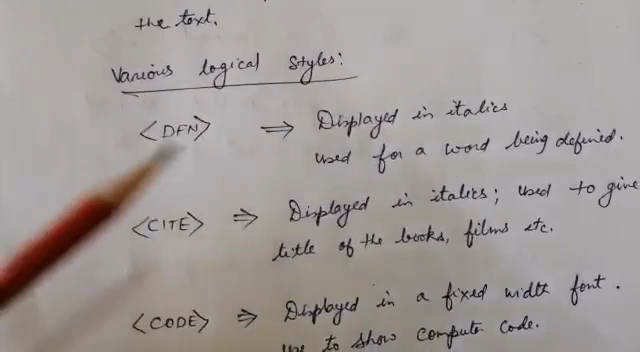 the text.
Various logical styles:
<DFN> ⇒ Displayed in italics
used for a word being defined.
<CITE> ⇒ Displayed in italics; used to give
title of the books, films etc.
<CODE> ⇒ Displayed in a fixed width font.
use to show computer code.